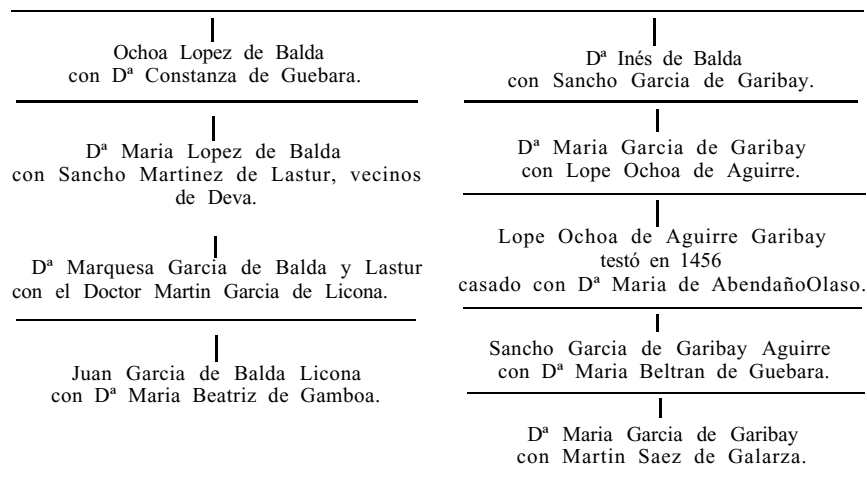 Ochoa Lopez de Balda
con Dª Constanza de Guebara.
Dª Maria Lopez de Balda
con Sancho Martinez de Lastur, vecinos
de Deva.
Dª Marquesa Garcia de Balda y Lastur
con el Doctor Martin Garcia de Licona.
Juan Garcia de Balda Licona
con Dª Maria Beatriz de Gamboa.
Dª Inés de Balda
con Sancho Garcia de Garibay.
Dª Maria Garcia de Garibay
con Lope Ochoa de Aguirre.
Lope Ochoa de Aguirre Garibay
testó en 1456
casado con Dª Maria de AbendañoOlaso.
Sancho Garcia de Garibay Aguirre
con Dª Maria Beltran de Guebara.
Dª Maria Garcia de Garibay
con Martin Saez de Galarza.